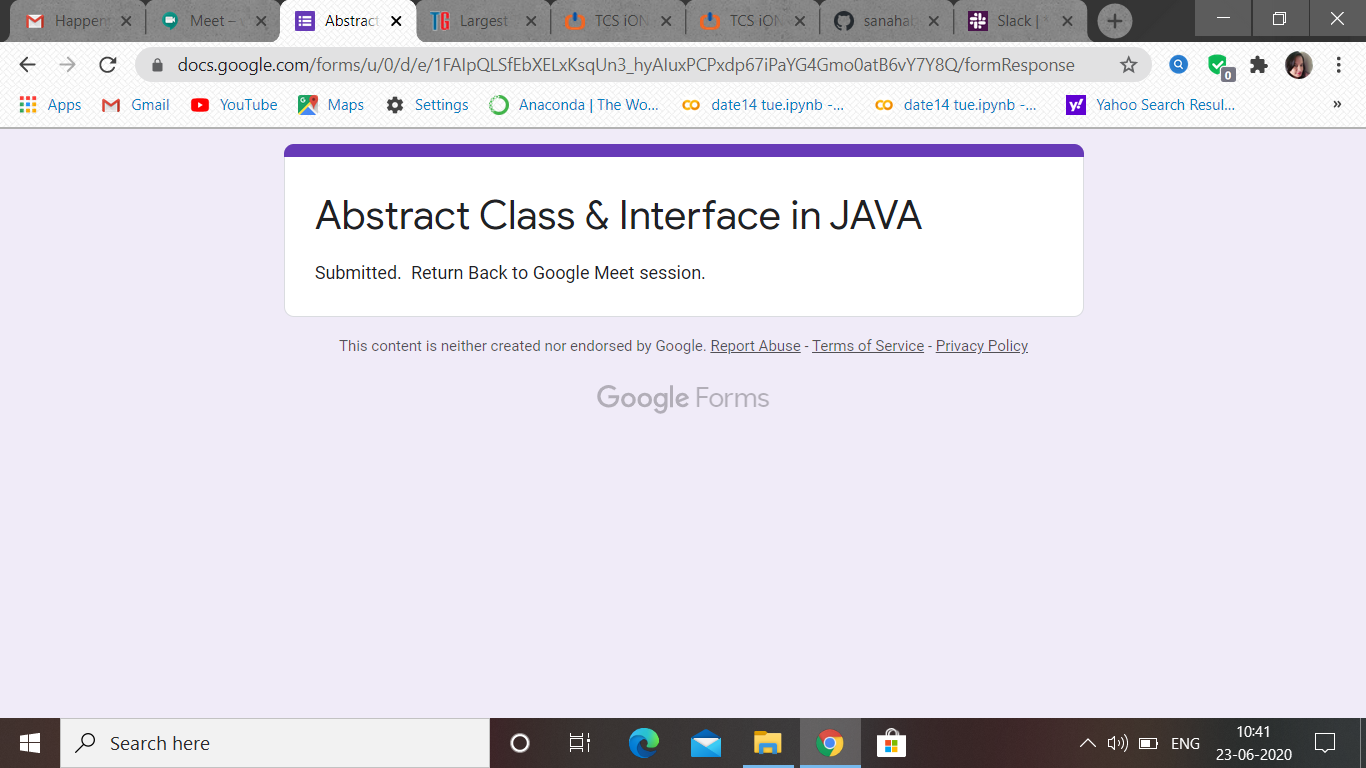 Happen
Meet –
Abstract
TG Largest
TCS iON
TCS iON
sanahab
Slack |
docs.google.com/forms/u/0/d/e/1FAIpQLSfEbXELxKsqUn3_hyAIuxPCPxdp67iPaYG4Gmo0atB6vY7Y8Q/formResponse
0
Apps
Gmail
YouTube
Maps
Settings
Anaconda | The Wo...
date14 tue.ipynb -...
date14 tue.ipynb -...
Yahoo Search Resul...
»
Abstract Class & Interface in JAVA
Submitted. Return Back to Google Meet session.
This content is neither created nor endorsed by Google. Report Abuse - Terms of Service - Privacy Policy
Google Forms
Search here
ENG
10:41
23-06-2020